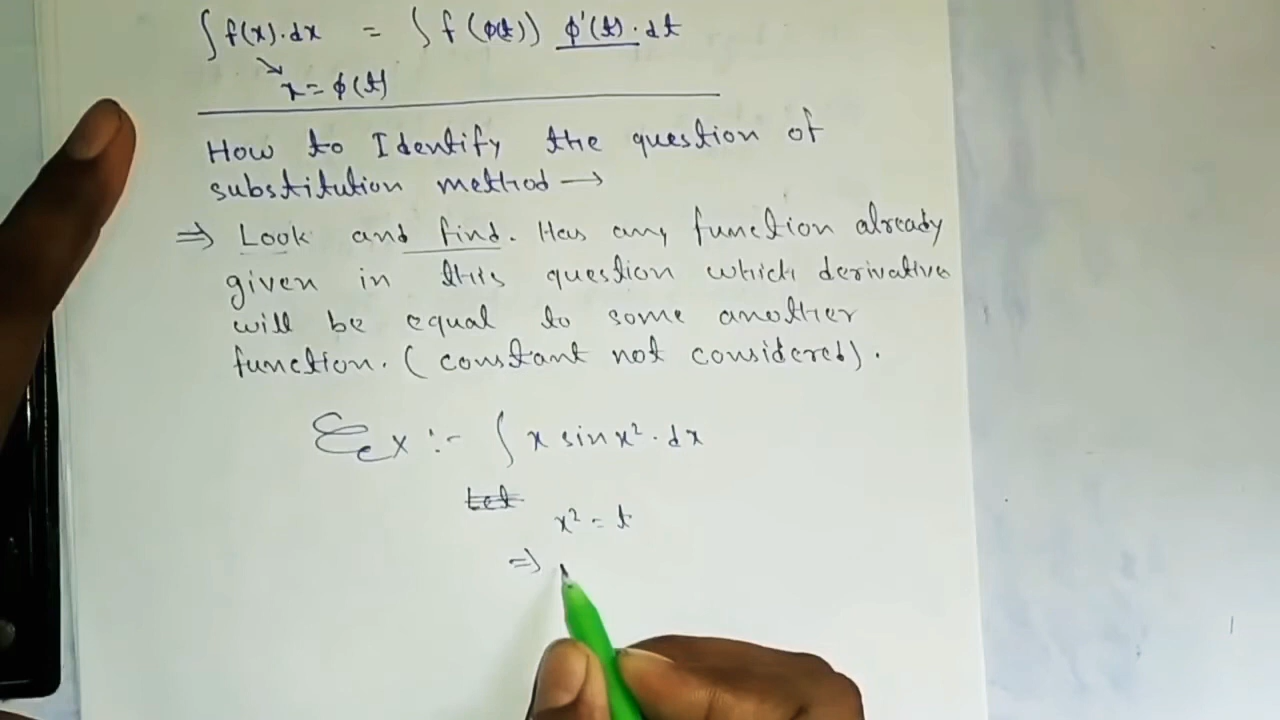 ∫ f(x).dx = ∫ f(φ(t)) φ'(t).dt
x = φ(t)
How to Identify the question of
substitution method →
⇒ Look and find. Has any function already
given in this question which derivative
will be equal to some another
function. (constant not considered).
Ex :- ∫ x sin x².dx
Let
x² = t
⇒